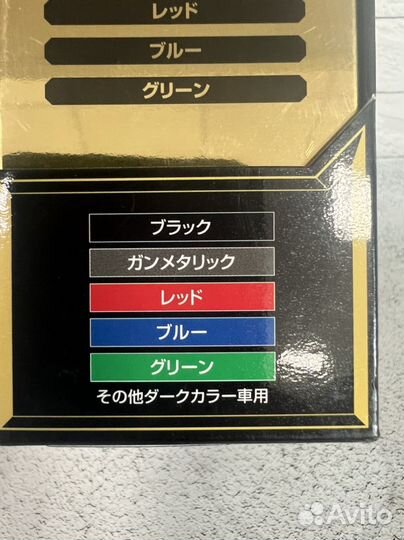 レッド
ブルー
グリーン
ブラック
ガンメタリック
レッド
ブルー
グリーン
その他ダークカラー車用
Avito